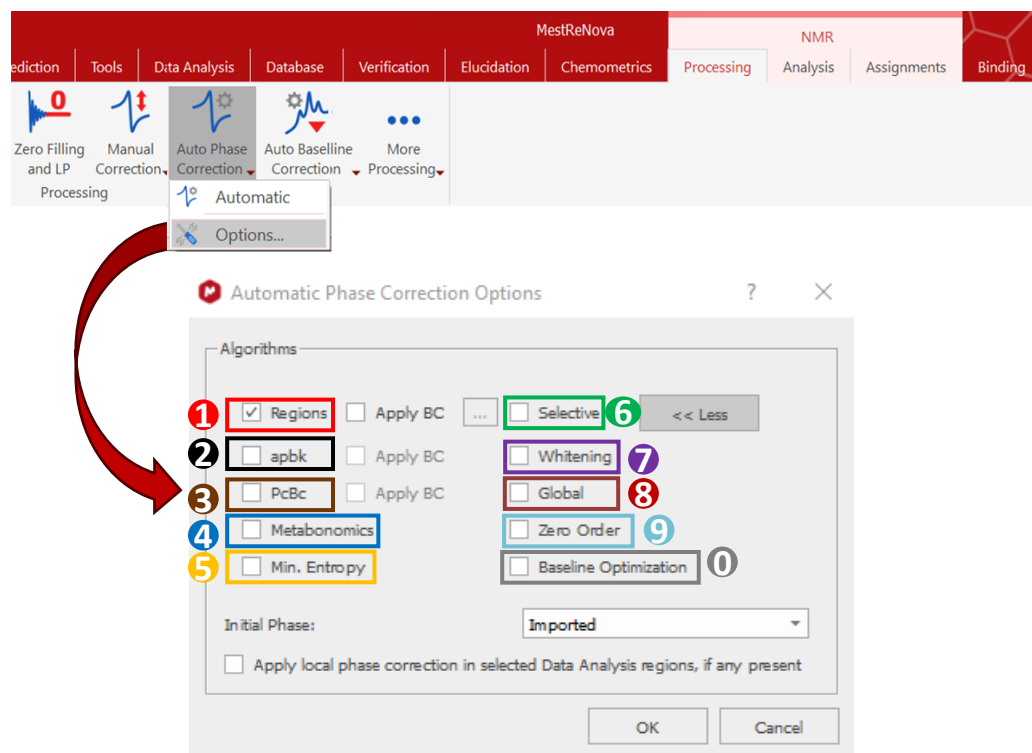 MestReNova
NMR
ediction Tools Data Analysis Database Verification Elucidation Chemometrics Processing Analysis Assignments Binding
0
Zero Filling and LP
Manual Correction
Auto Phase Correction
Auto Baseline Correction
More Processing
Processing
Automatic
Options...
Automatic Phase Correction Options ?
Algorithms
1 Regions Apply BC ... Selective 6 << Less
2 apbk Apply BC Whitening 7
3 PcBc Apply BC Global 8
4 Metabonomics Zero Order 9
5 Min. Entropy Baseline Optimization 0
Initial Phase: Imported
Apply local phase correction in selected Data Analysis regions, if any present
OK Cancel